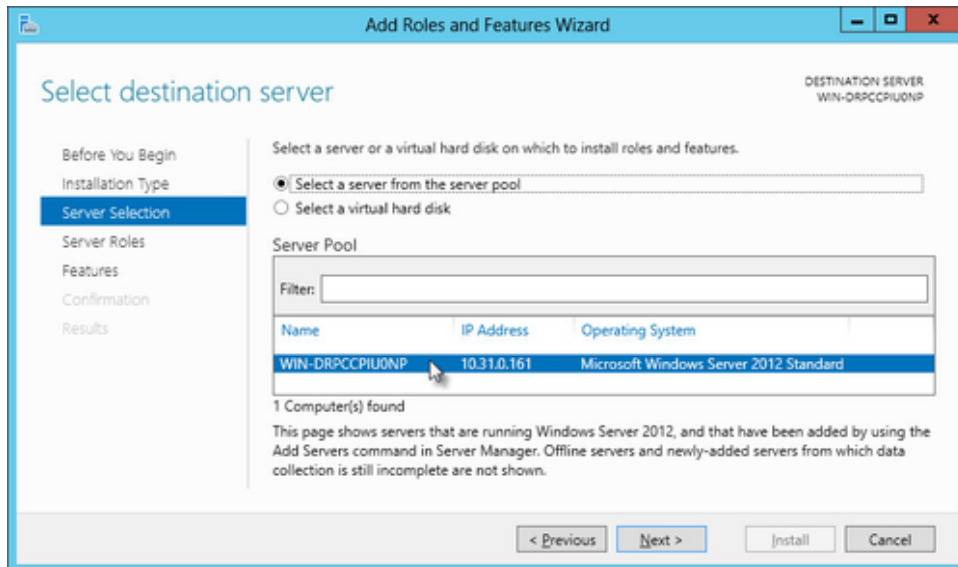 Add Roles and Features Wizard
Select destination server
DESTINATION SERVER
WIN-DRPCCPIU0NP
Before You Begin
Installation Type
Server Selection
Server Roles
Features
Confirmation
Results
Select a server or a virtual hard disk on which to install roles and features.
Select a server from the server pool
Select a virtual hard disk
Server Pool
Filter:
Name IP Address Operating System
WIN-DRPCCPIU0NP 10.31.0.161 Microsoft Windows Server 2012 Standard
1 Computer(s) found
This page shows servers that are running Windows Server 2012, and that have been added by using the
Add Servers command in Server Manager. Offline servers and newly-added servers from which data
collection is still incomplete are not shown.
< Previous Next > Install Cancel